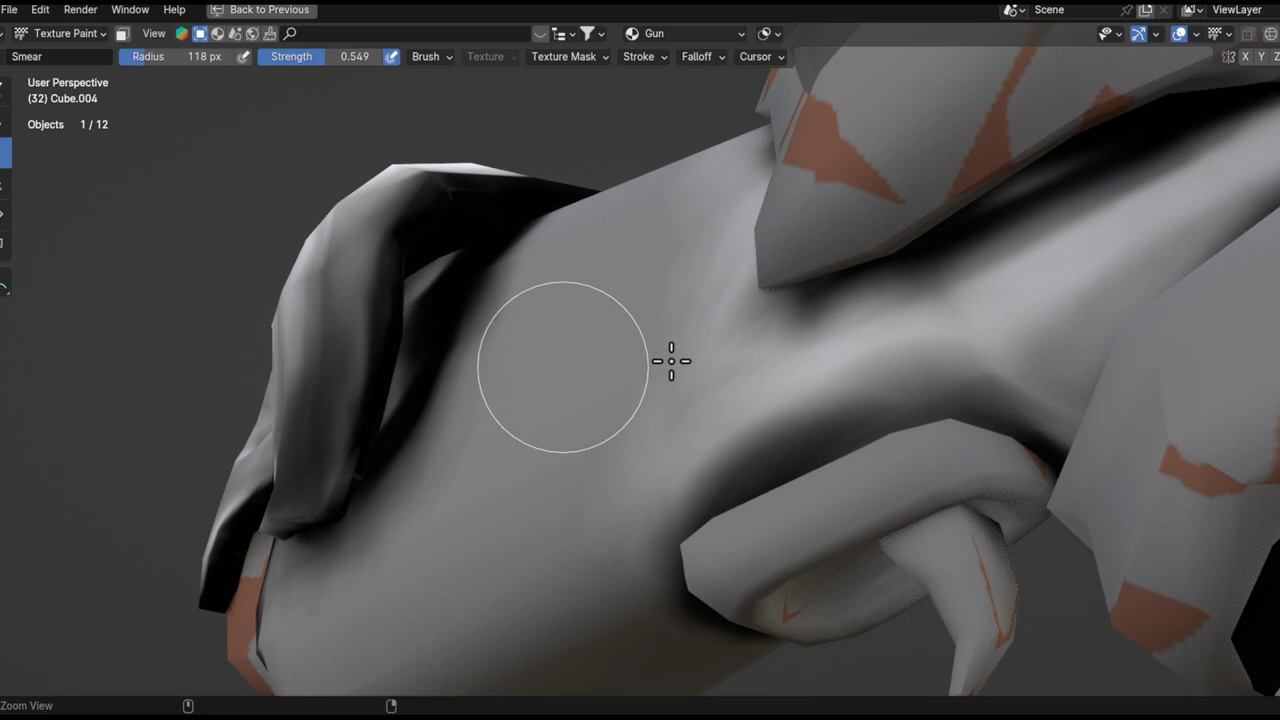 File Edit Render Window Help Back to Previous Scene ViewLayer
Texture Paint View Gun
Smear Radius 118 px Strength 0.549 Brush Texture Texture Mask Stroke Falloff Cursor X Y Z
User Perspective
(32) Cube.004
Objects 1 / 12
Zoom View